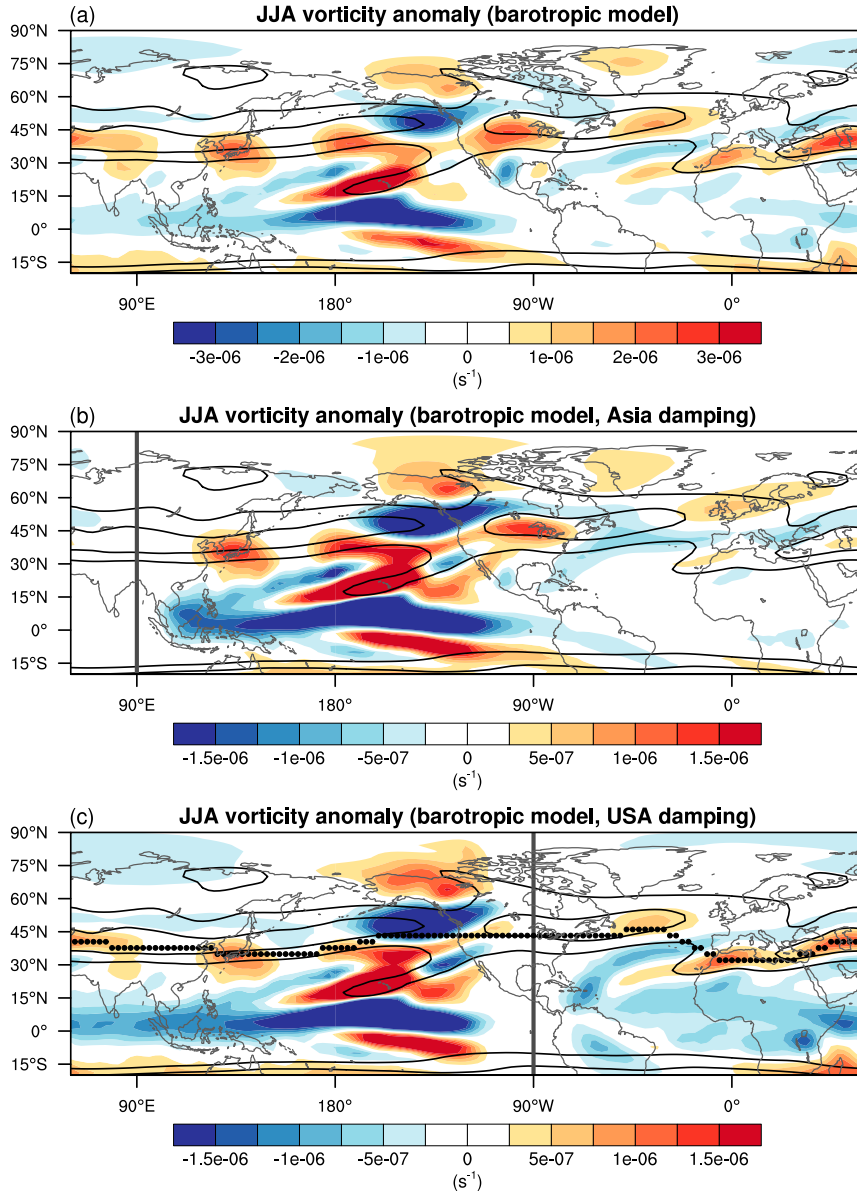 (a) JJA vorticity anomaly (barotropic model)
90°N
75°N
60°N
45°N
30°N
15°N
0°
15°S
90°E 180° 90°W 0°
-3e-06 -2e-06 -1e-06 0 1e-06 2e-06 3e-06
(s⁻¹)
(b) JJA vorticity anomaly (barotropic model, Asia damping)
90°N
75°N
60°N
45°N
30°N
15°N
0°
15°S
90°E 180° 90°W 0°
-1.5e-06 -1e-06 -5e-07 0 5e-07 1e-06 1.5e-06
(s⁻¹)
(c) JJA vorticity anomaly (barotropic model, USA damping)
90°N
75°N
60°N
45°N
30°N
15°N
0°
15°S
90°E 180° 90°W 0°
-1.5e-06 -1e-06 -5e-07 0 5e-07 1e-06 1.5e-06
(s⁻¹)